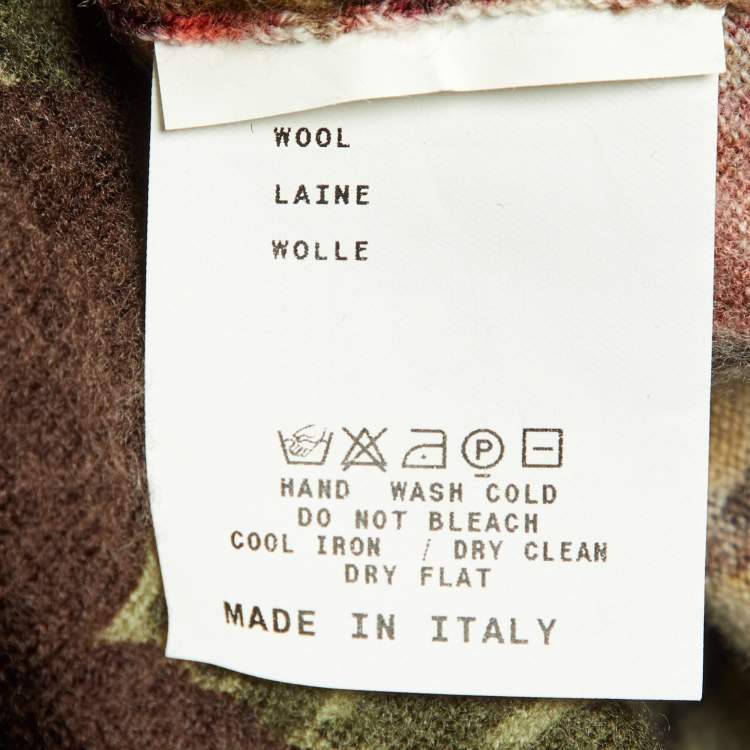 WOOL
LAINE
WOLLE
P
HAND WASH COLD
DO NOT BLEACH
COOL IRON / DRY CLEAN
DRY FLAT
MADE IN ITALY